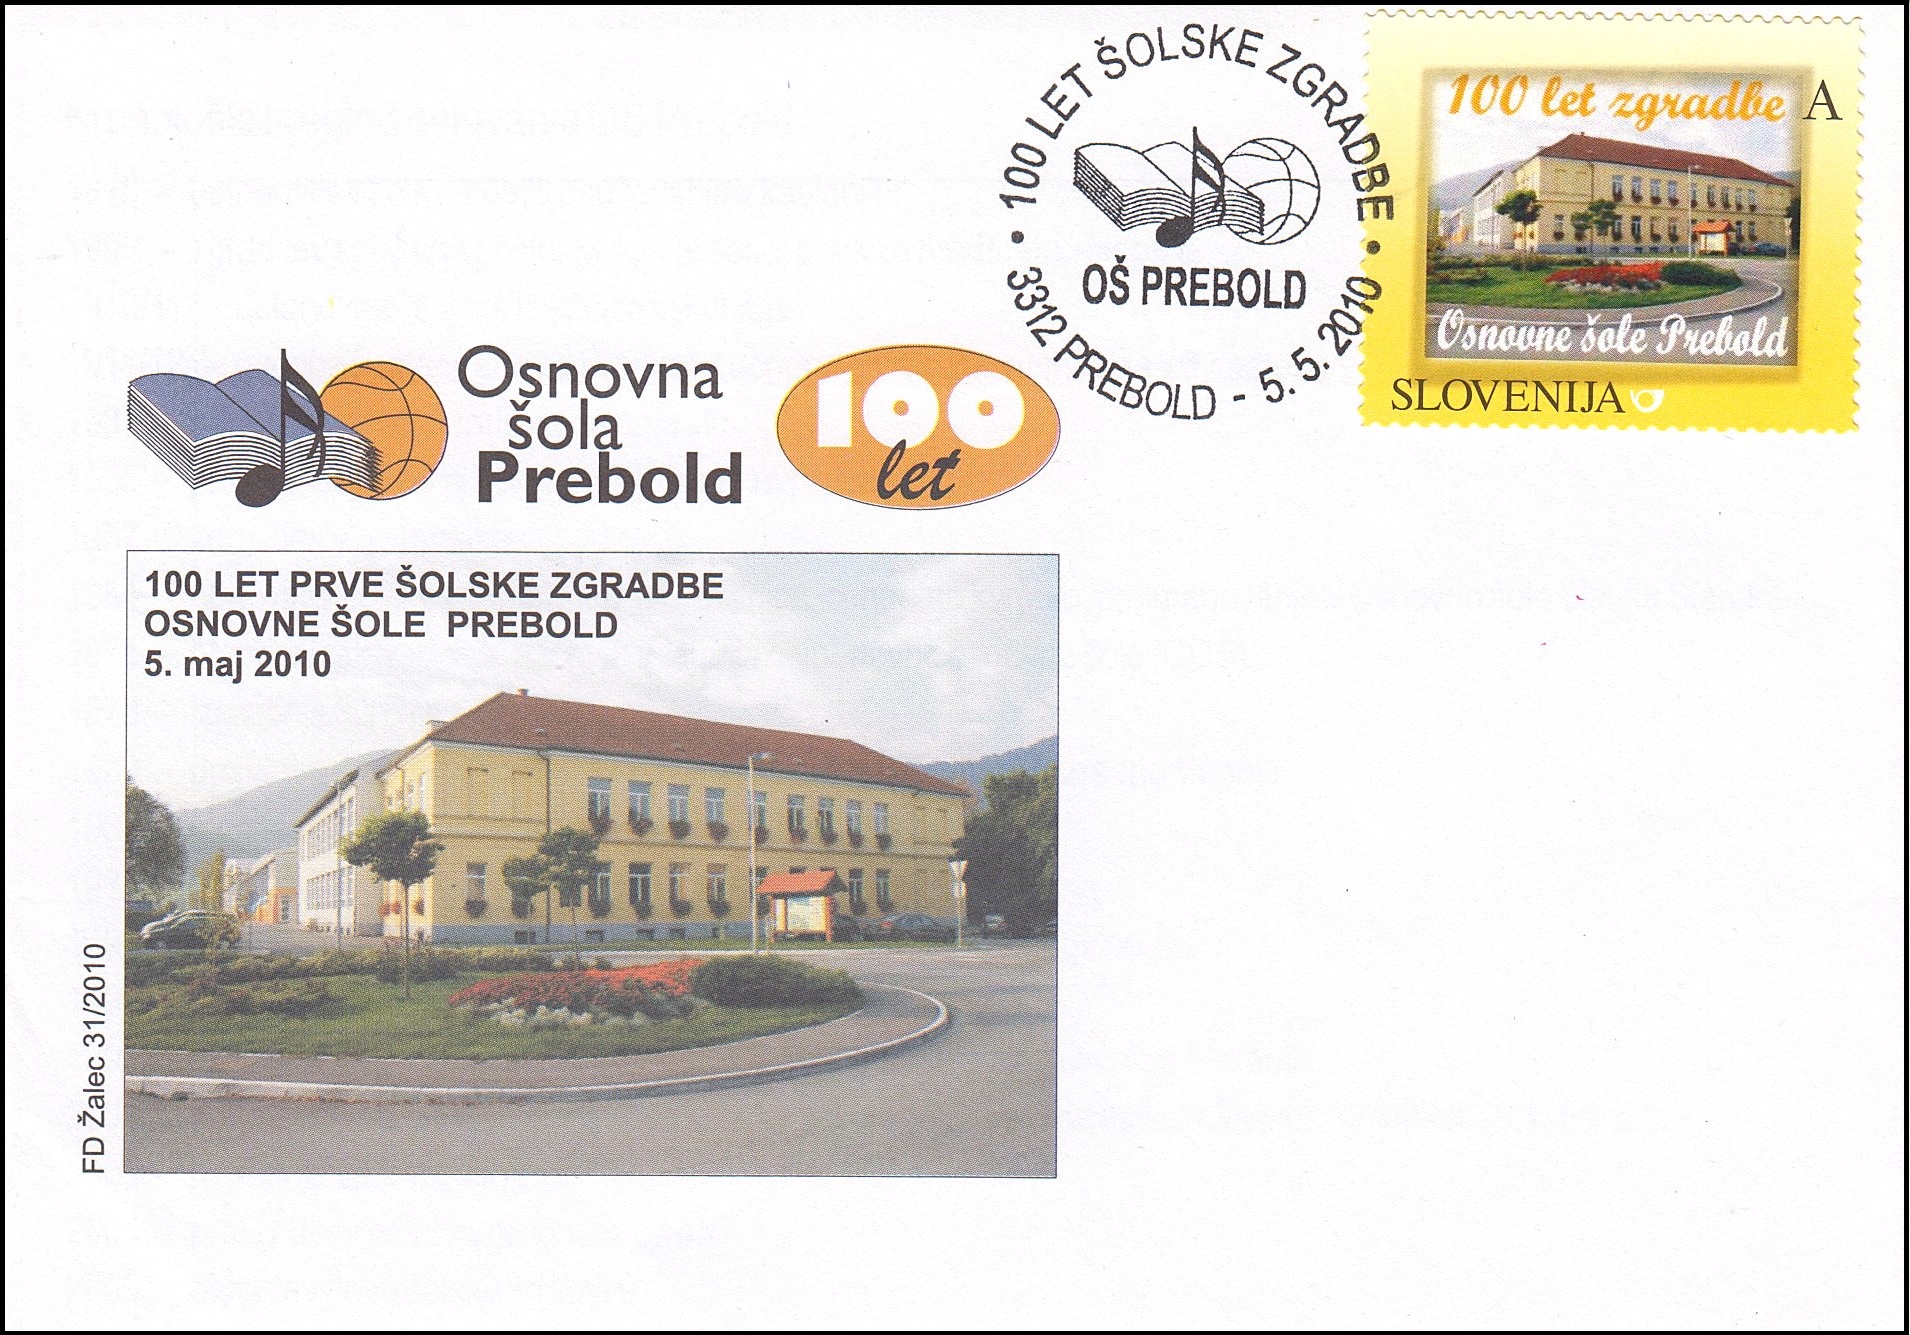 100 LET ŠOLSKE ZGRADBE
OŠ PREBOLD
3312 PREBOLD - 5. 5. 2010
100 let zgradbe
A
Osnovne šole Prebold
SLOVENIJA
Osnovna
šola
Prebold
100
let
100 LET PRVE ŠOLSKE ZGRADBE
OSNOVNE ŠOLE PREBOLD
5. maj 2010
FD Žalec 31/2010